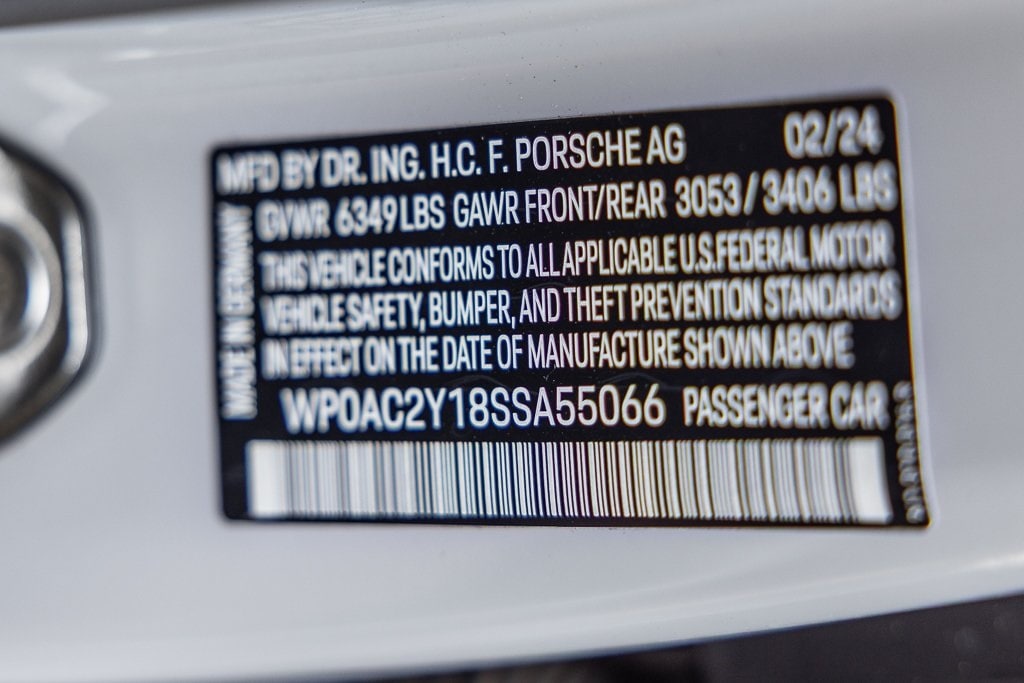 MFD BY DR. ING. H.C. F. PORSCHE AG 02/24
GVWR 6349 LBS GAWR FRONT/REAR 3053 / 3406 LBS
THIS VEHICLE CONFORMS TO ALL APPLICABLE U.S.FEDERAL MOTOR
VEHICLE SAFETY, BUMPER, AND THEFT PREVENTION STANDARDS
IN EFFECT ON THE DATE OF MANUFACTURE SHOWN ABOVE
WP0AC2Y18SSA55066 PASSENGER CAR
MADE IN GERMANY